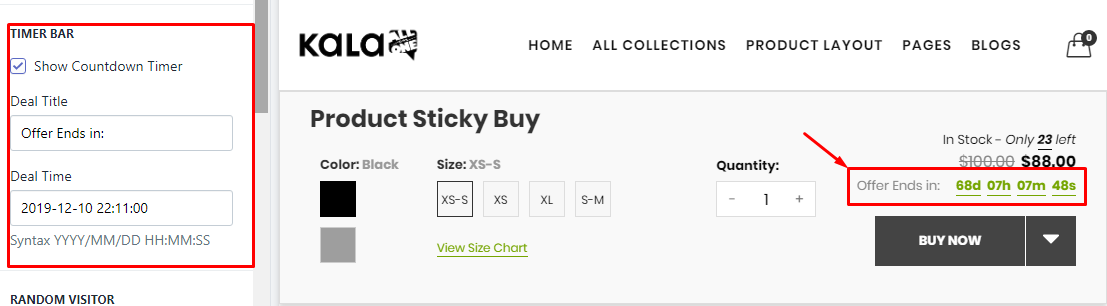 TIMER BAR
Show Countdown Timer
Deal Title
Offer Ends in:
Deal Time
2019-12-10 22:11:00
Syntax YYYY/MM/DD HH:MM:SS
RANDOM VISITOR
KALA ONE
HOME ALL COLLECTIONS PRODUCT LAYOUT PAGES BLOGS 0
Product Sticky Buy
In Stock - Only 23 left
$100.00 $88.00
Offer Ends in: 68d 07h 07m 48s
Color: Black
Size: XS-S
XS-S XS XL S-M
View Size Chart
Quantity:
- 1 +
BUY NOW